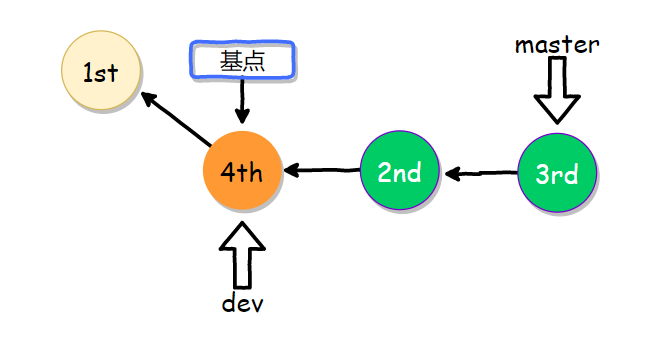 master
1st
基点
4th
2nd
3rd
dev